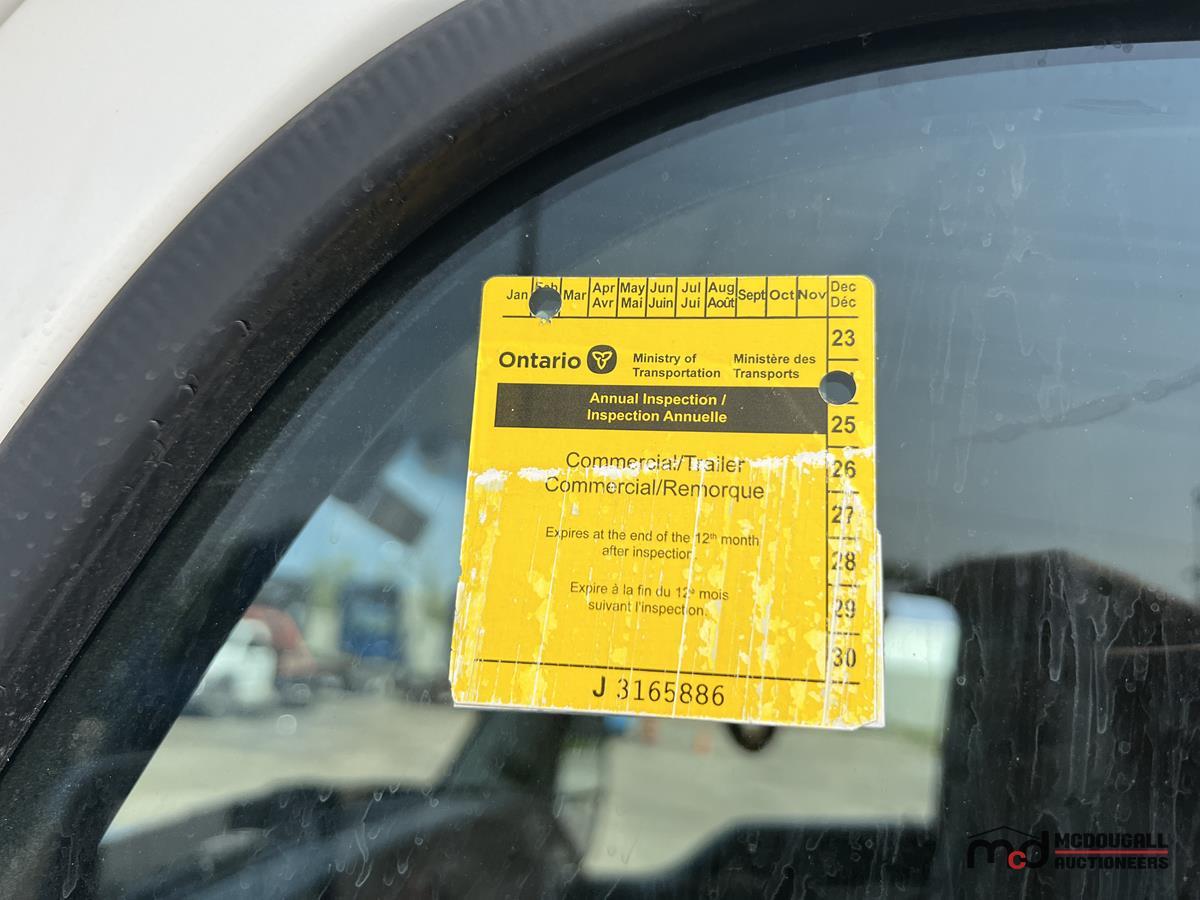 Jan Mar Apr Avr May Mai Jun Juin Jul Jui Aug Août Sept Oct Nov Dec Déc
23
Ontario Ministry of Transportation Ministère des Transports
Annual Inspection /
Inspection Annuelle
25
Commercial/Trailer
26
Commercial/Remorque
27
Expires at the end of the 12th month
after inspection.
28
Expire à la fin du 12e mois
suivant l'inspection.
29
30
J 3165886
mcd MCDOUGALL
AUCTIONEERS